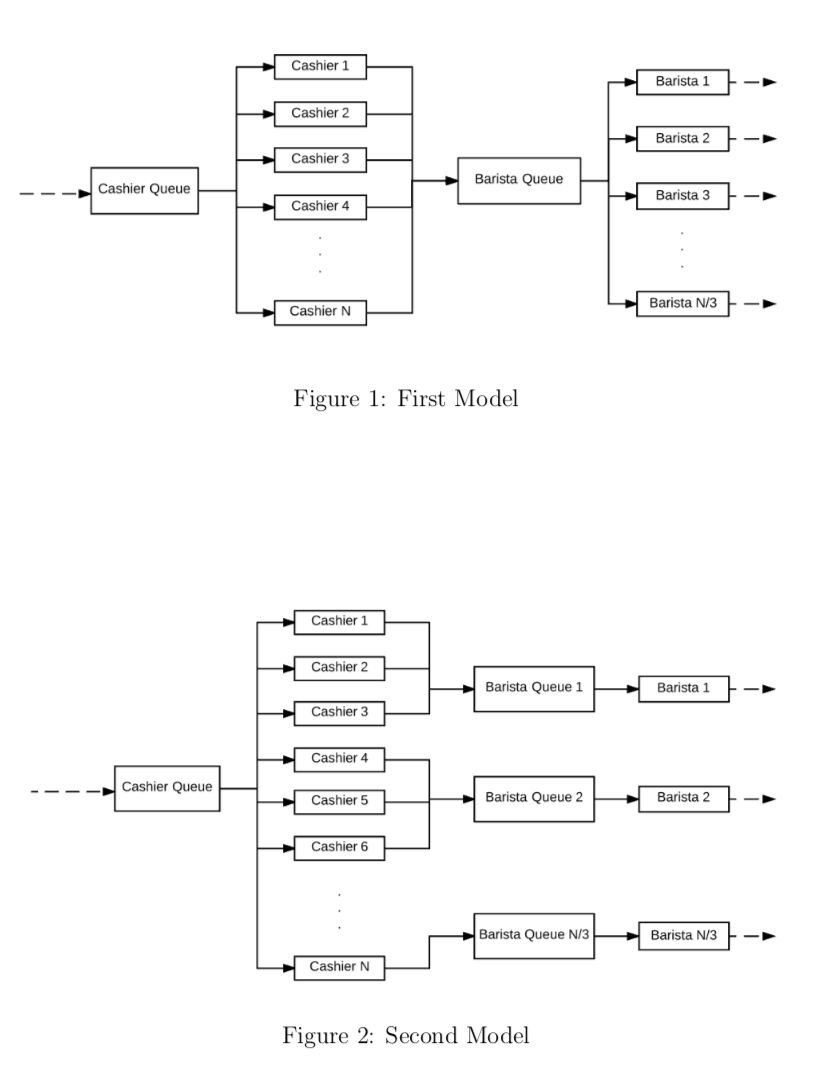 Cashier 1
Cashier 2
Cashier 3
Cashier 4
.
.
.
Cashier N
Cashier Queue
Barista Queue
Barista 1
Barista 2
Barista 3
.
.
.
Barista N/3
Figure 1: First Model
Cashier 1
Cashier 2
Cashier 3
Cashier 4
Cashier 5
Cashier 6
.
.
.
Cashier N
Cashier Queue
Barista Queue 1
Barista 1
Barista Queue 2
Barista 2
Barista Queue N/3
Barista N/3
Figure 2: Second Model